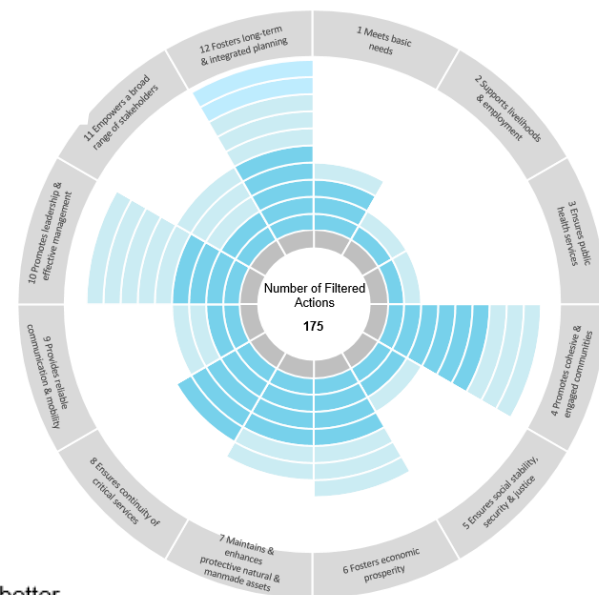 12 Fosters long-term
& integrated planning
1 Meets basic
needs
2 Supports livelihoods
& employment
3 Ensures public
health services
4 Promotes cohesive &
engaged communities
5 Ensures social stability,
security & justice
6 Fosters economic
prosperity
7 Maintains &
enhances
protective natural &
manmade assets
8 Ensures continuity of
critical services
9 Provides reliable
communication & mobility
10 Promotes leadership &
effective management
11 Empowers a broad
range of stakeholders
Number of Filtered
Actions
175
better